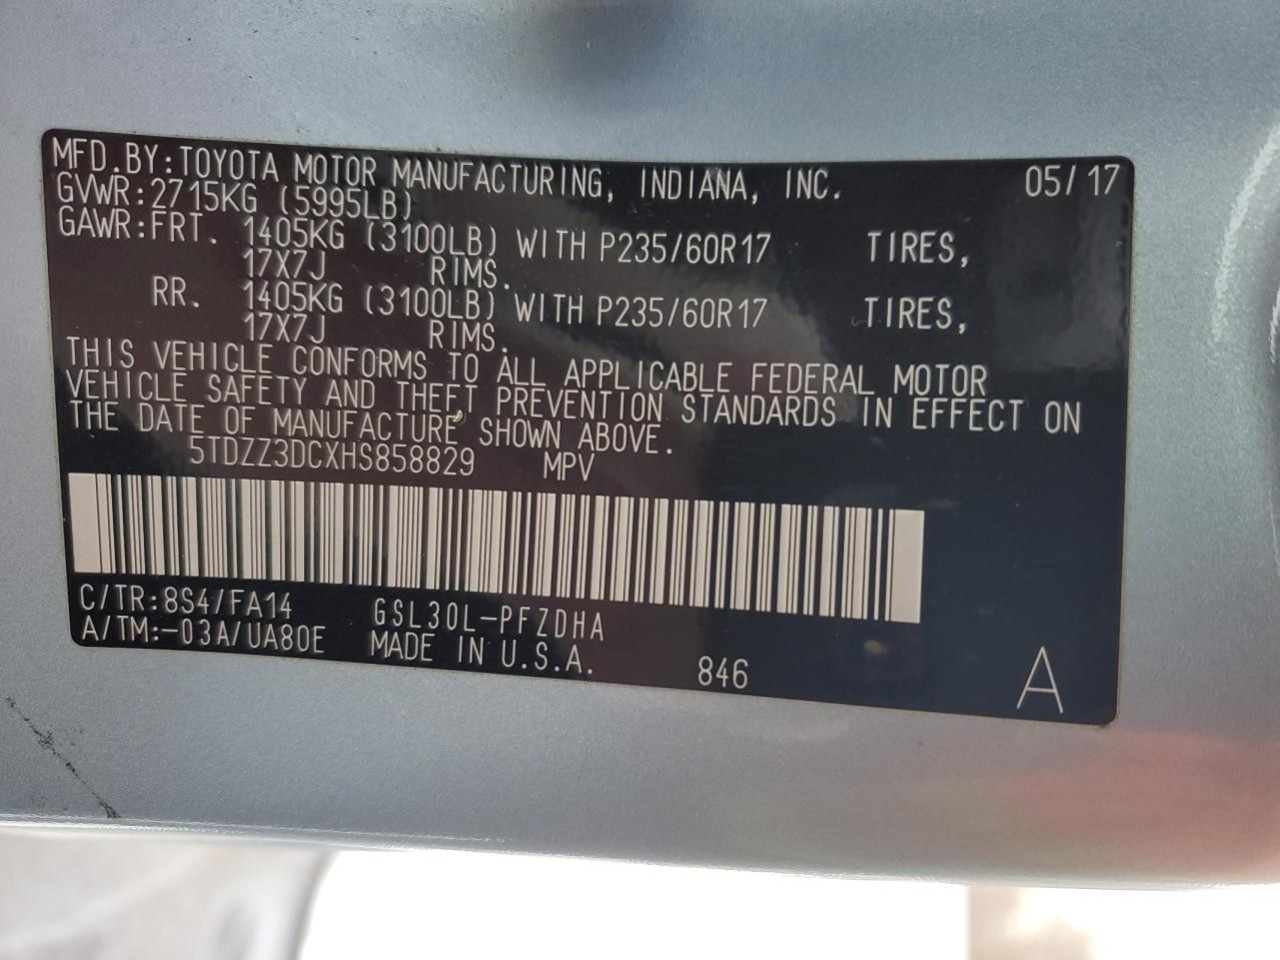 MFD.BY:TOYOTA MOTOR MANUFACTURING, INDIANA, INC. 05/17
GVWR:2715KG (5995LB)
GAWR:FRT. 1405KG (3100LB) WITH P235/60R17 TIRES,
17X7J RIMS.
RR. 1405KG (3100LB) WITH P235/60R17 TIRES,
17X7J RIMS.
THIS VEHICLE CONFORMS TO ALL APPLICABLE FEDERAL MOTOR
VEHICLE SAFETY AND THEFT PREVENTION STANDARDS IN EFFECT ON
THE DATE OF MANUFACTURE SHOWN ABOVE.
5TDZZ3DCXHS858829 MPV
C/TR:8S4/FA14 GSL30L-PFZDHA
A/TM:-03A/UA80E MADE IN U.S.A. 846 A